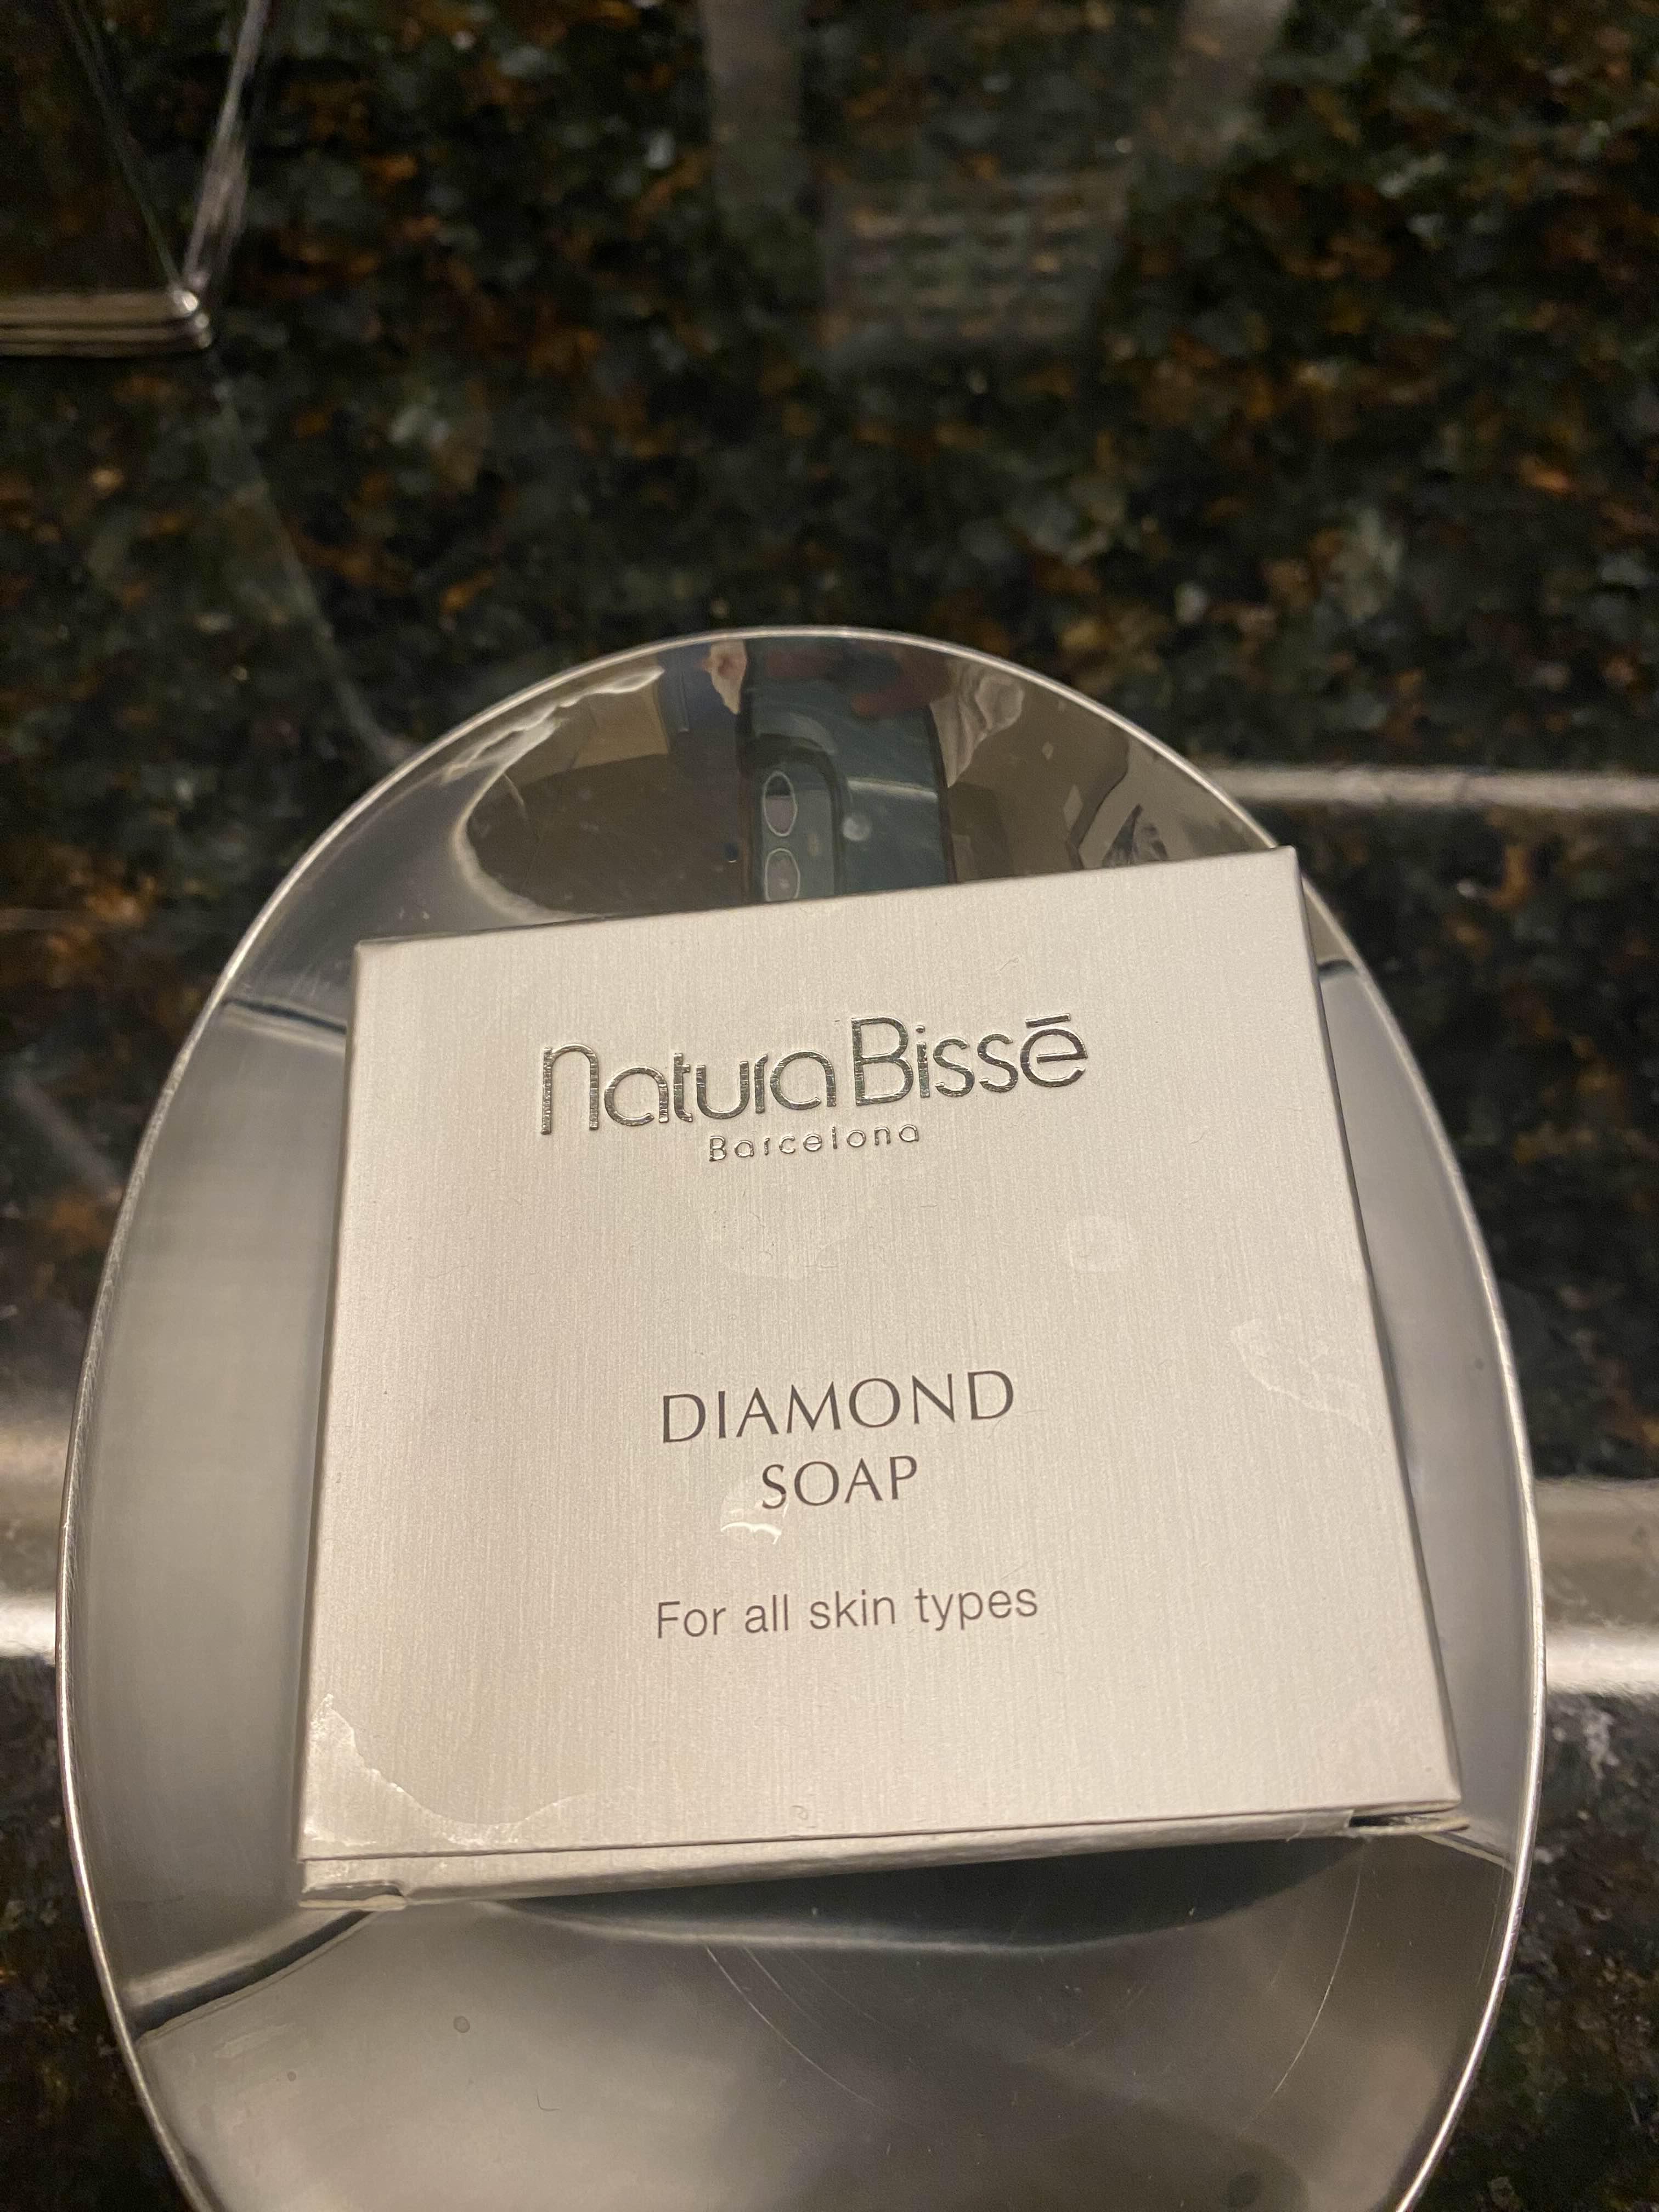 natura Bissē
Barcelona
DIAMOND
SOAP
For all skin types